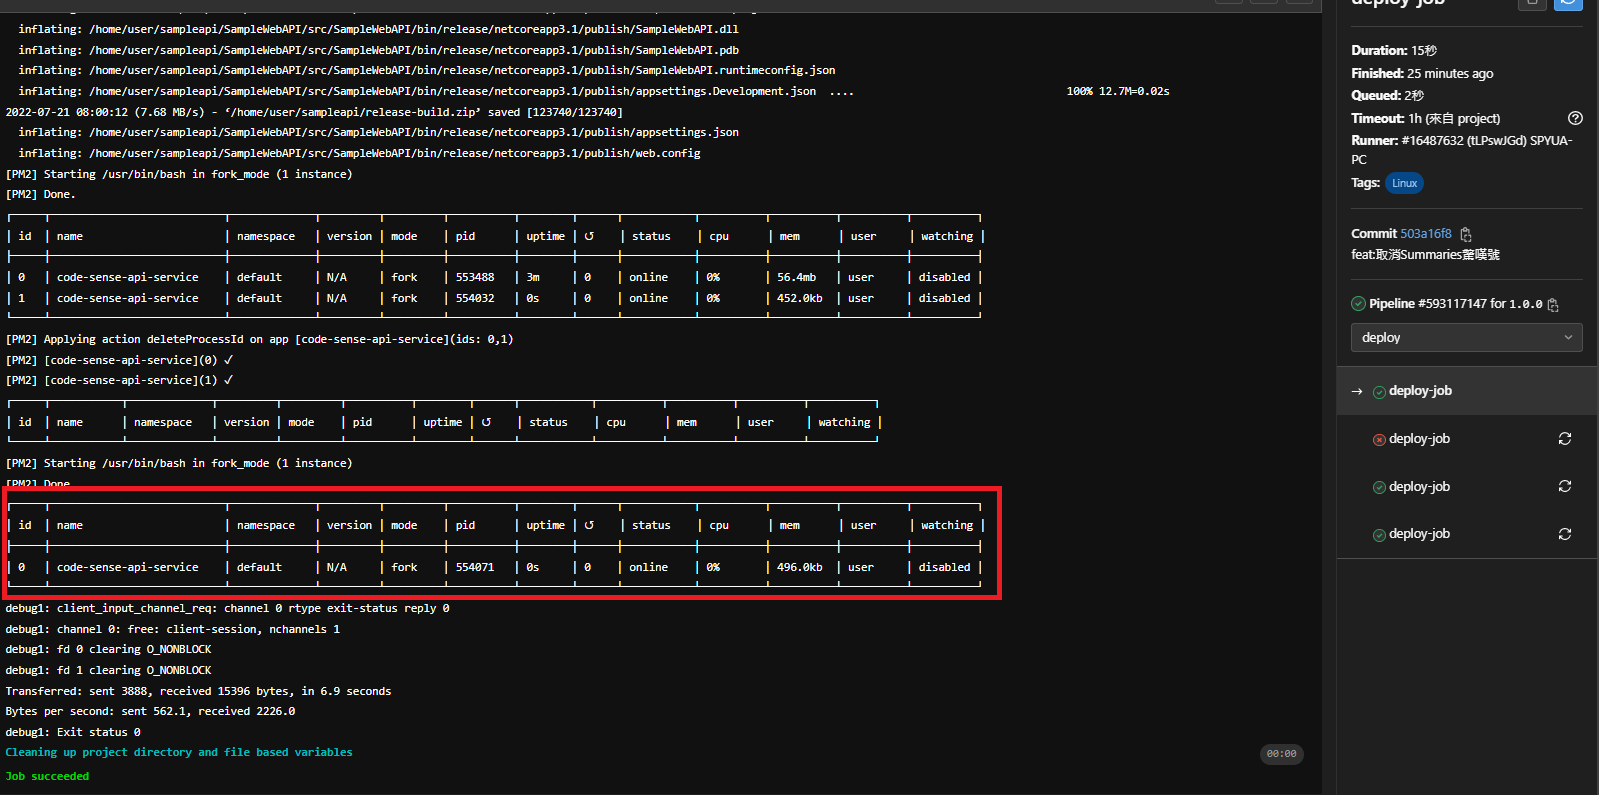 inflating: /home/user/sampleapi/SampleWebAPI/src/SampleWebAPI/bin/release/netcoreapp3.1/publish/SampleWebAPI.dll
inflating: /home/user/sampleapi/SampleWebAPI/src/SampleWebAPI/bin/release/netcoreapp3.1/publish/SampleWebAPI.pdb
inflating: /home/user/sampleapi/SampleWebAPI/src/SampleWebAPI/bin/release/netcoreapp3.1/publish/SampleWebAPI.runtimeconfig.json
inflating: /home/user/sampleapi/SampleWebAPI/src/SampleWebAPI/bin/release/netcoreapp3.1/publish/appsettings.Development.json .... 100% 12.7M=0.02s
2022-07-21 08:00:12 (7.68 MB/s) - ‘/home/user/sampleapi/release-build.zip’ saved [123740/123740]
inflating: /home/user/sampleapi/SampleWebAPI/src/SampleWebAPI/bin/release/netcoreapp3.1/publish/appsettings.json
inflating: /home/user/sampleapi/SampleWebAPI/src/SampleWebAPI/bin/release/netcoreapp3.1/publish/web.config
[PM2] Starting /usr/bin/bash in fork_mode (1 instance)
[PM2] Done.
│ id │ name │ namespace │ version │ mode │ pid │ uptime │ ↺ │ status │ cpu │ mem │ user │ watching │
│ 0 │ code-sense-api-service │ default │ N/A │ fork │ 553488 │ 3m │ 0 │ online │ 0% │ 56.4mb │ user │ disabled │
│ 1 │ code-sense-api-service │ default │ N/A │ fork │ 554032 │ 0s │ 0 │ online │ 0% │ 452.0kb │ user │ disabled │
[PM2] Applying action deleteProcessId on app [code-sense-api-service](ids: 0,1)
[PM2] [code-sense-api-service](0) ✓
[PM2] [code-sense-api-service](1) ✓
│ id │ name │ namespace │ version │ mode │ pid │ uptime │ ↺ │ status │ cpu │ mem │ user │ watching │
[PM2] Starting /usr/bin/bash in fork_mode (1 instance)
[PM2] Done
│ id │ name │ namespace │ version │ mode │ pid │ uptime │ ↺ │ status │ cpu │ mem │ user │ watching │
│ 0 │ code-sense-api-service │ default │ N/A │ fork │ 554071 │ 0s │ 0 │ online │ 0% │ 496.0kb │ user │ disabled │
debug1: client_input_channel_req: channel 0 rtype exit-status reply 0
debug1: channel 0: free: client-session, nchannels 1
debug1: fd 0 clearing O_NONBLOCK
debug1: fd 1 clearing O_NONBLOCK
Transferred: sent 3888, received 15396 bytes, in 6.9 seconds
Bytes per second: sent 562.1, received 2226.0
debug1: Exit status 0
Cleaning up project directory and file based variables
00:00
Job succeeded
deploy-job
Duration: 15秒
Finished: 25 minutes ago
Queued: 2秒
Timeout: 1h (來自 project)
Runner: #16487632 (tLPswJGd) SPYUA-
PC
Tags: Linux
Commit 503a16f8
feat:取消Summaries驚嘆號
Pipeline #593117147 for 1.0.0
deploy
→ deploy-job
deploy-job
deploy-job
deploy-job